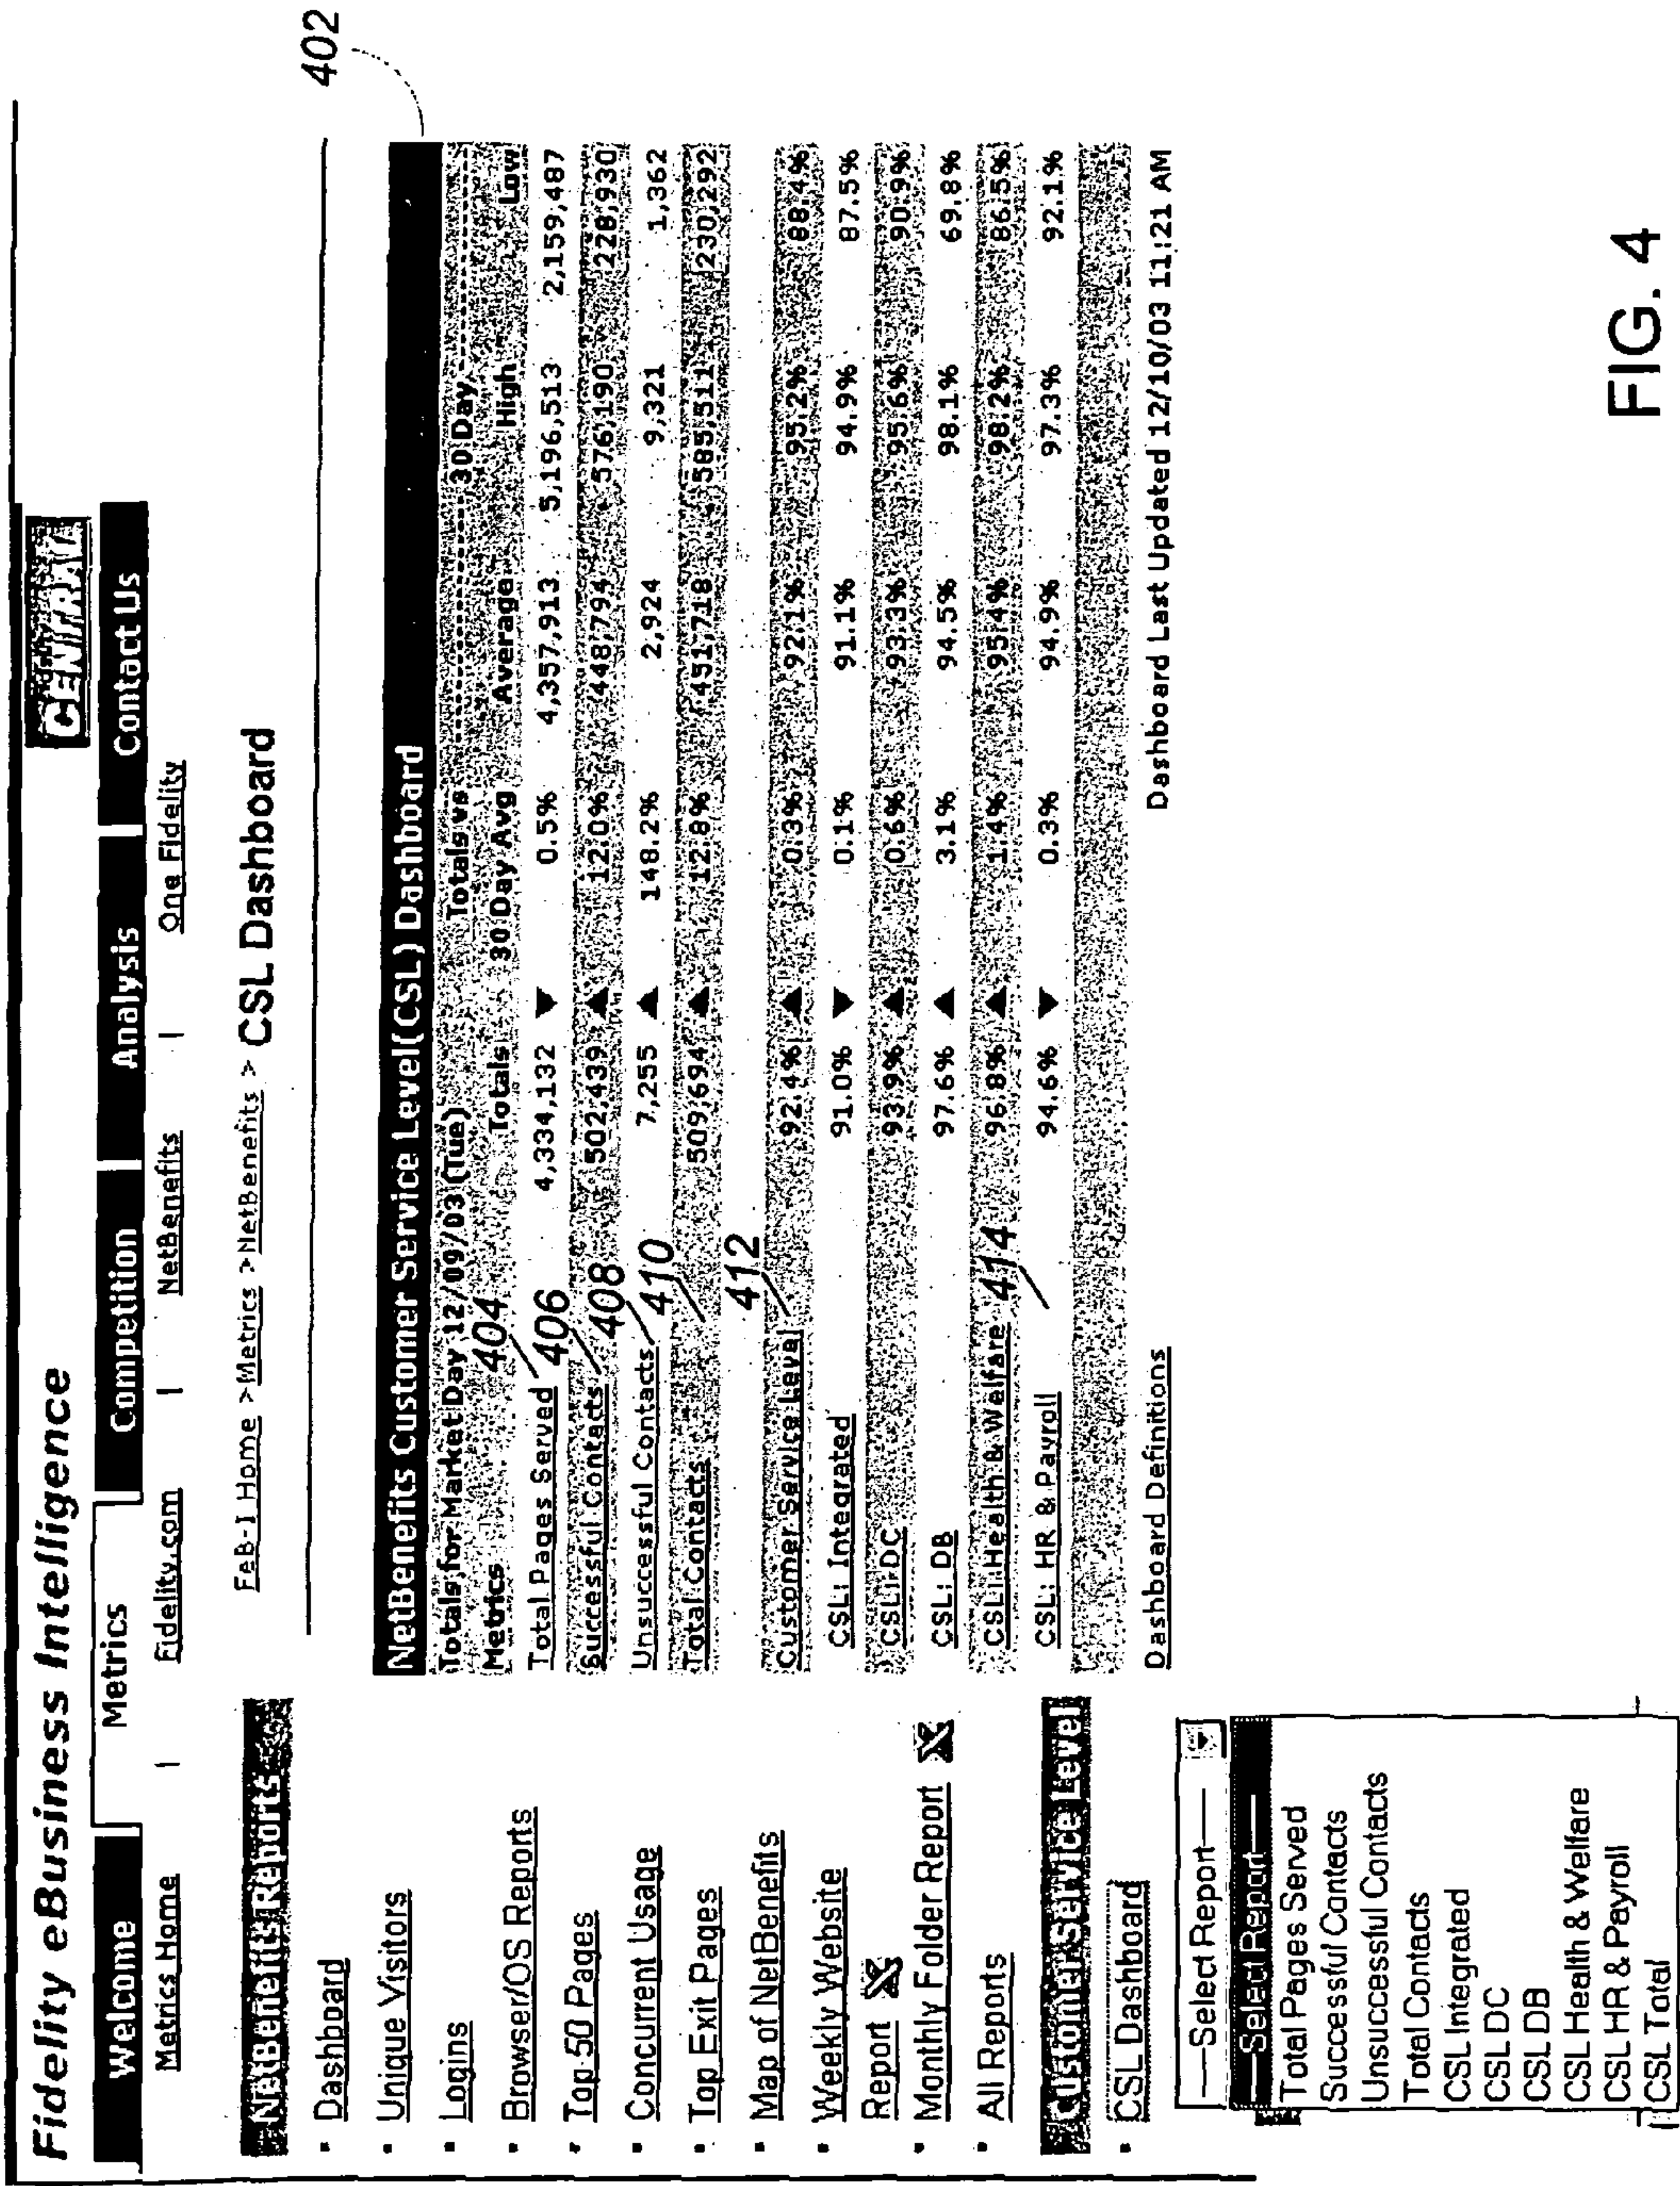 Fidelity eBusiness Intelligence
CENTRAL
Welcome Metrics Competition Analysis Contact Us
Metrics Home | Fidelity.com | NetBenefits | One Fidelity
NetBenefits Reports
FeB-I Home > Metrics > NetBenefits > CSL Dashboard
▪ Dashboard
▪ Unique Visitors
▪ Logins
▪ Browser/OS Reports
▪ Top 50 Pages
▪ Concurrent Usage
▪ Top Exit Pages
▪ Map of NetBenefits
▪ Weekly Website
Report
▪ Monthly Folder Report
▪ All Reports
Customer Service Level
▪ CSL Dashboard
---Select Report---
---Select Report---
Total Pages Served
Successful Contacts
Unsuccessful Contacts
Total Contacts
CSL Integrated
CSL DC
CSL DB
CSL Health & Welfare
CSL HR & Payroll
CSL Total
402
NetBenefits Customer Service Level(CSL) Dashboard
Totals for Market Day 12/09/03 (Tue) Totals vs ---------- 30 Day ----------
Metrics 404 Totals 30 Day Avg Average High Low
Total Pages Served 406 4,334,132 ▼ 0.5% 4,357,913 5,196,513 2,159,487
Successful Contacts 408 502,439 ▲ 12.0% 448,794 576,190 228,930
Unsuccessful Contacts 410 7,255 ▲ 148.2% 2,924 9,321 1,362
Total Contacts 509,694 ▲ 12.8% 451,718 585,511 230,292
412
Customer Service Level 92.4% ▲ 0.3% 92.1% 95.2% 88.4%
CSL: Integrated 91.0% ▼ 0.1% 91.1% 94.9% 87.5%
CSL: DC 93.9% ▲ 0.6% 93.3% 95.6% 90.9%
CSL: DB 97.6% ▲ 3.1% 94.5% 98.1% 69.8%
CSL: Health & Welfare 414 96.8% ▲ 1.4% 95.4% 98.2% 86.5%
CSL: HR & Payroll 94.6% ▼ 0.3% 94.9% 97.3% 92.1%
Dashboard Definitions Dashboard Last Updated 12/10/03 11:21 AM
FIG. 4